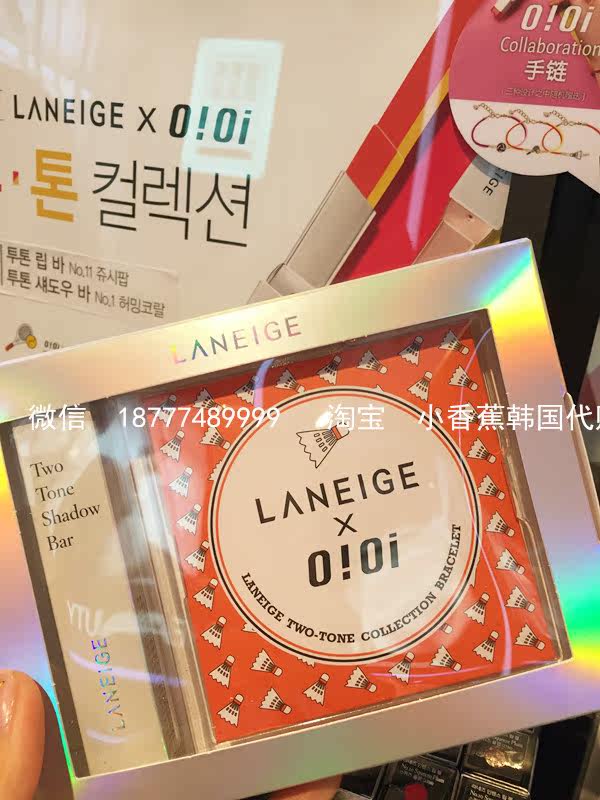 O!Oi
Collaboration
手链
LANEIGE X O!Oi
톤 컬렉션
투톤 립 바 No.11 쥬시팝
투톤 섀도우 바 No.1 허밍코랄
LANEIGE
微信 18777489999 淘宝 小香蕉韩国代
Two
Tone
Shadow
Bar
LANEIGE
LANEIGE
X
O!Oi
LANEIGE TWO-TONE COLLECTION BRACELET